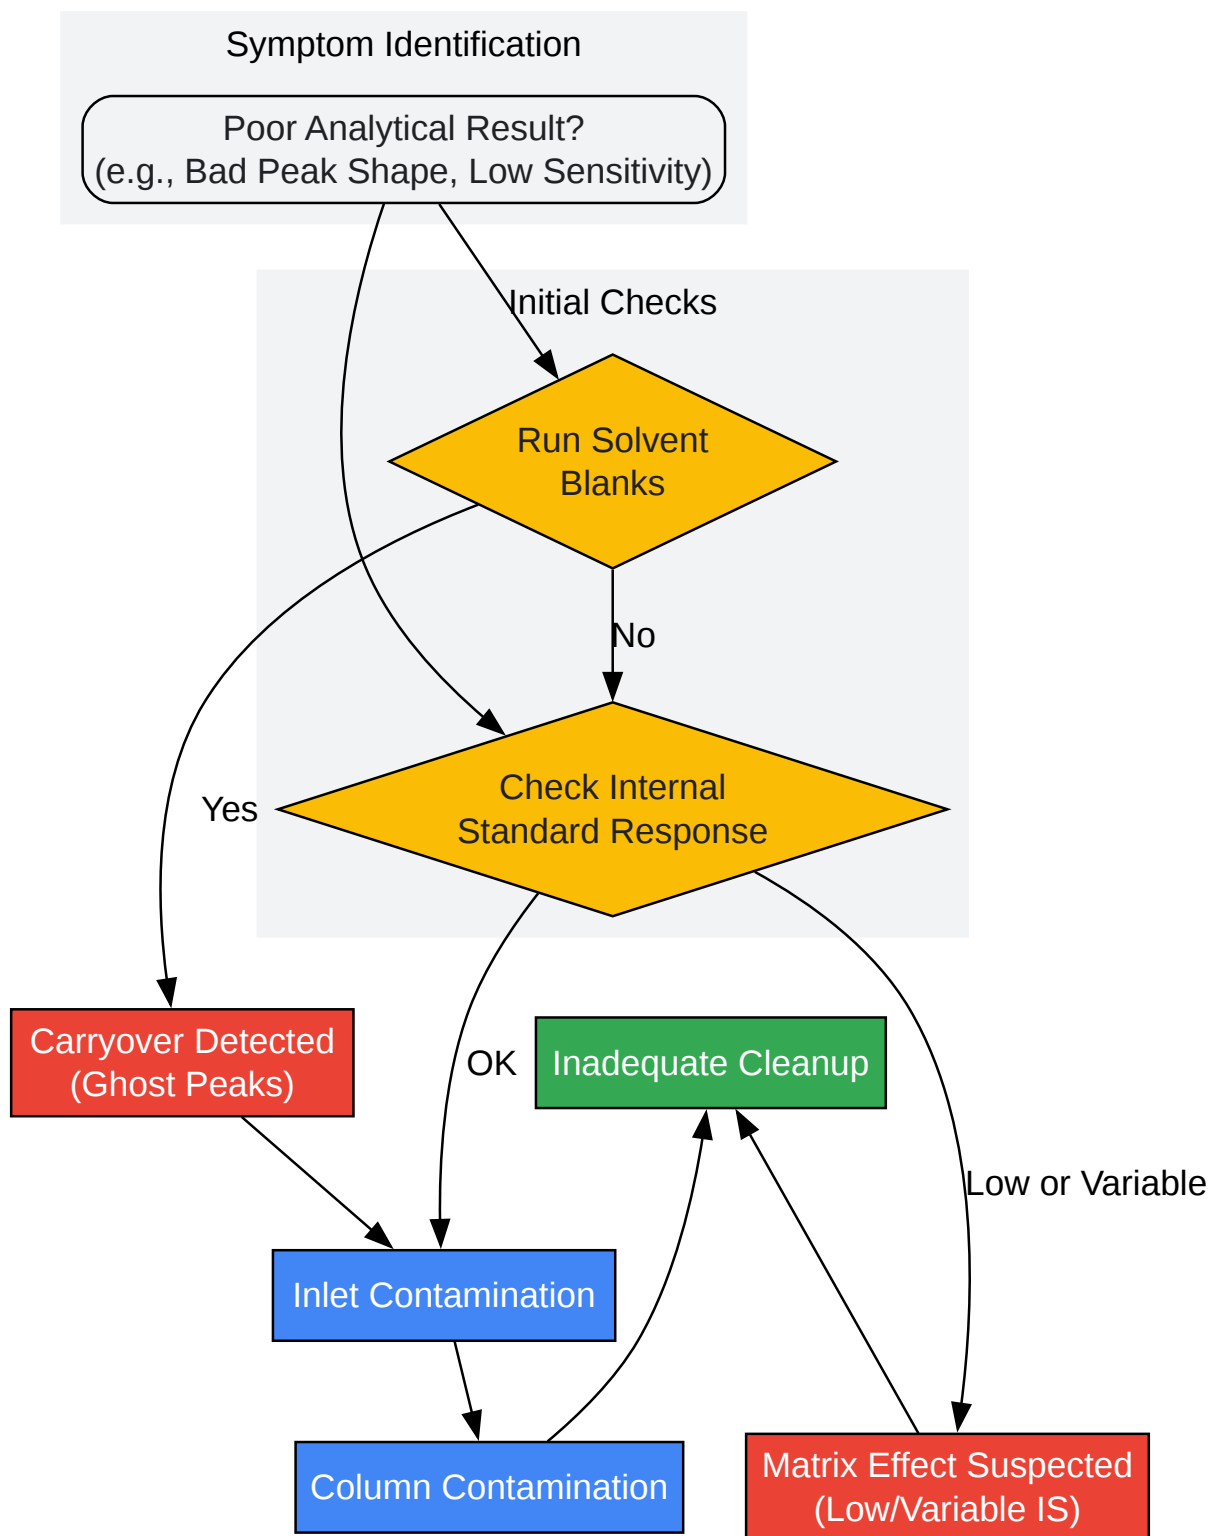 Symptom Identification
Poor Analytical Result?
(e.g., Bad Peak Shape, Low Sensitivity)
Initial Checks
Run Solvent
Blanks
No
Check Internal
Standard Response
Yes
Carryover Detected
(Ghost Peaks)
OK
Inadequate Cleanup
Low or Variable
Inlet Contamination
Column Contamination
Matrix Effect Suspected
(Low/Variable IS)